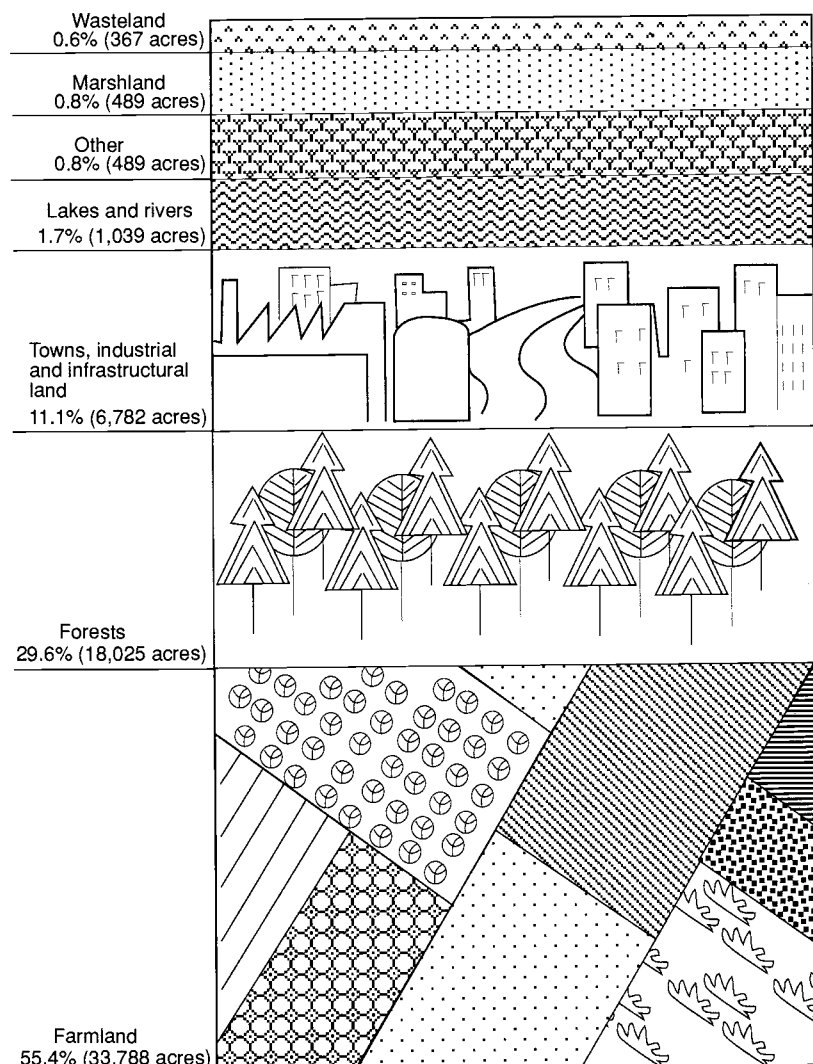 Wasteland
0.6% (367 acres)
Marshland
0.8% (489 acres)
Other
0.8% (489 acres)
Lakes and rivers
1.7% (1,039 acres)
Towns, industrial
and infrastructural
land
11.1% (6,782 acres)
Forests
29.6% (18,025 acres)
Farmland
55.4% (33,788 acres)